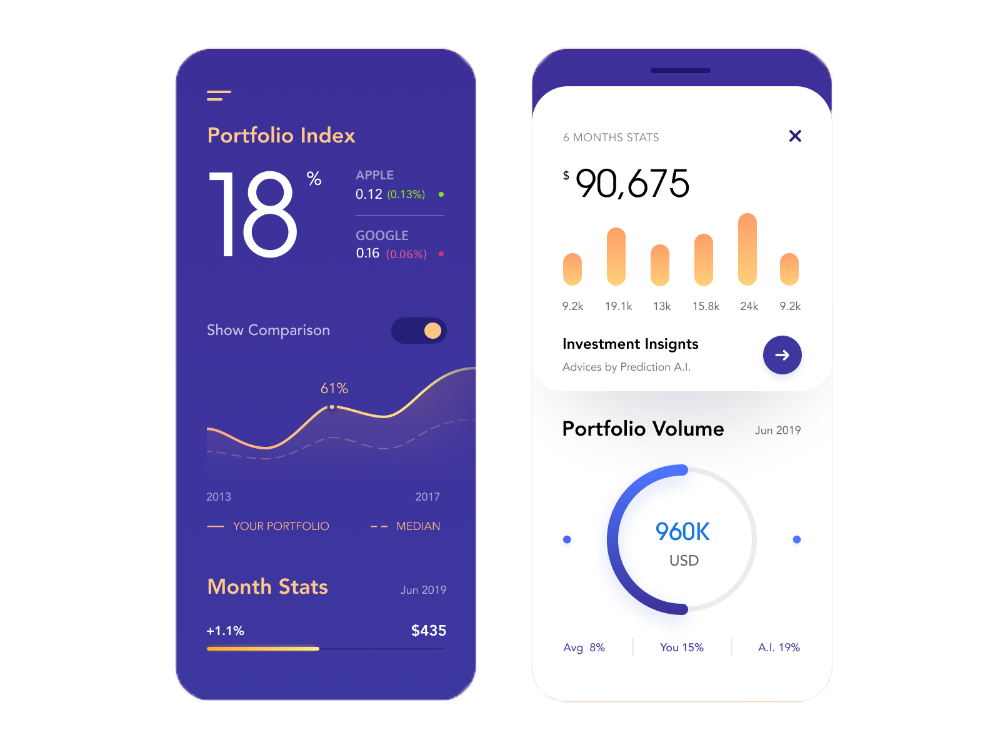 Portfolio Index
18 %
APPLE
0.12 (0.13%)
GOOGLE
0.16 (0.06%)
Show Comparison
61%
2013 2017
YOUR PORTFOLIO MEDIAN
Month Stats Jun 2019
+1.1% $435
6 MONTHS STATS
$ 90,675
9.2k 19.1k 13k 15.8k 24k 9.2k
Investment Insignts
Advices by Prediction A.I.
Portfolio Volume Jun 2019
960K
USD
Avg 8% You 15% A.I. 19%